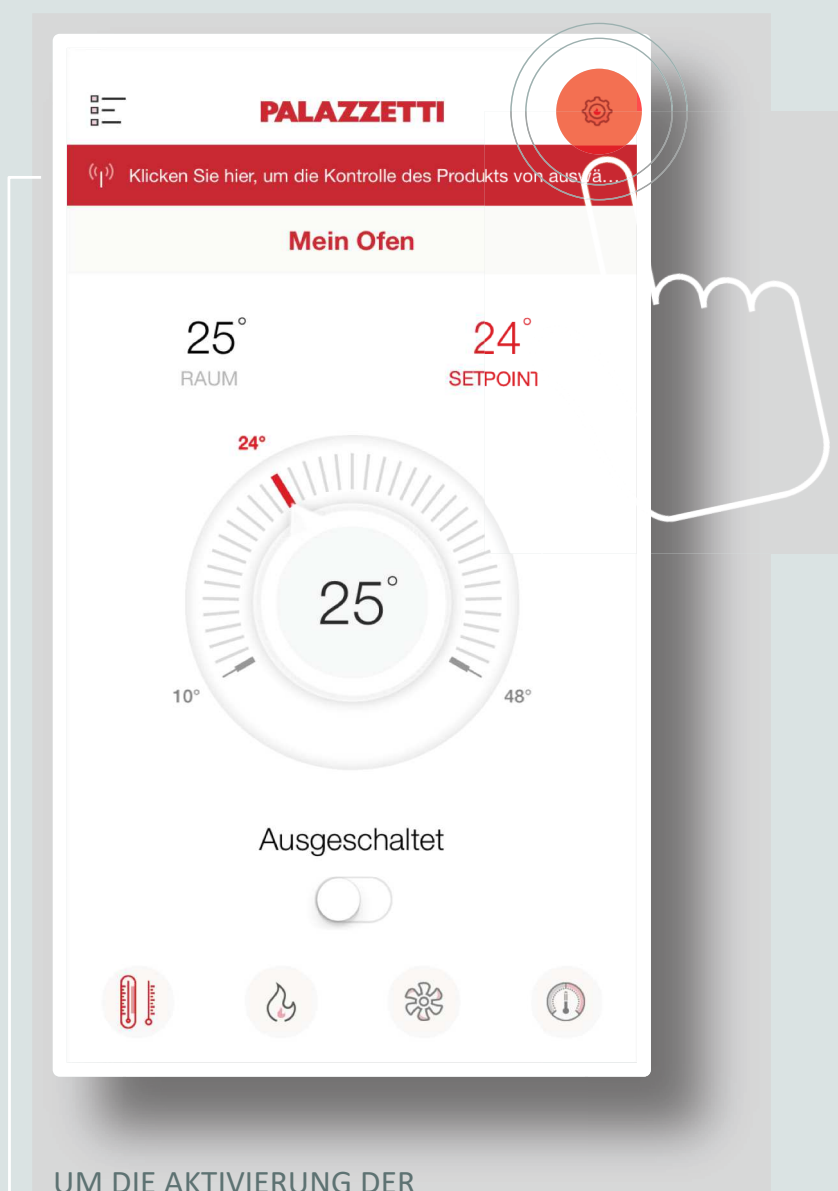 PALAZZETTI
Klicken Sie hier, um die Kontrolle des Produkts von auswä...
Mein Ofen
25°
RAUM
24°
SETPOINT
24°
25°
10°
48°
Ausgeschaltet
UM DIE AKTIVIERUNG DER